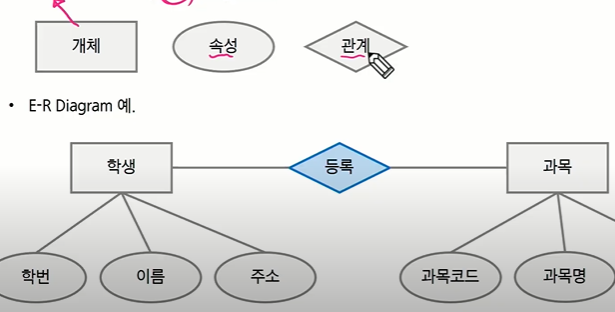 개체 속성 관계
• E-R Diagram 예.
학생 등록 과목
학번 이름 주소 과목코드 과목명